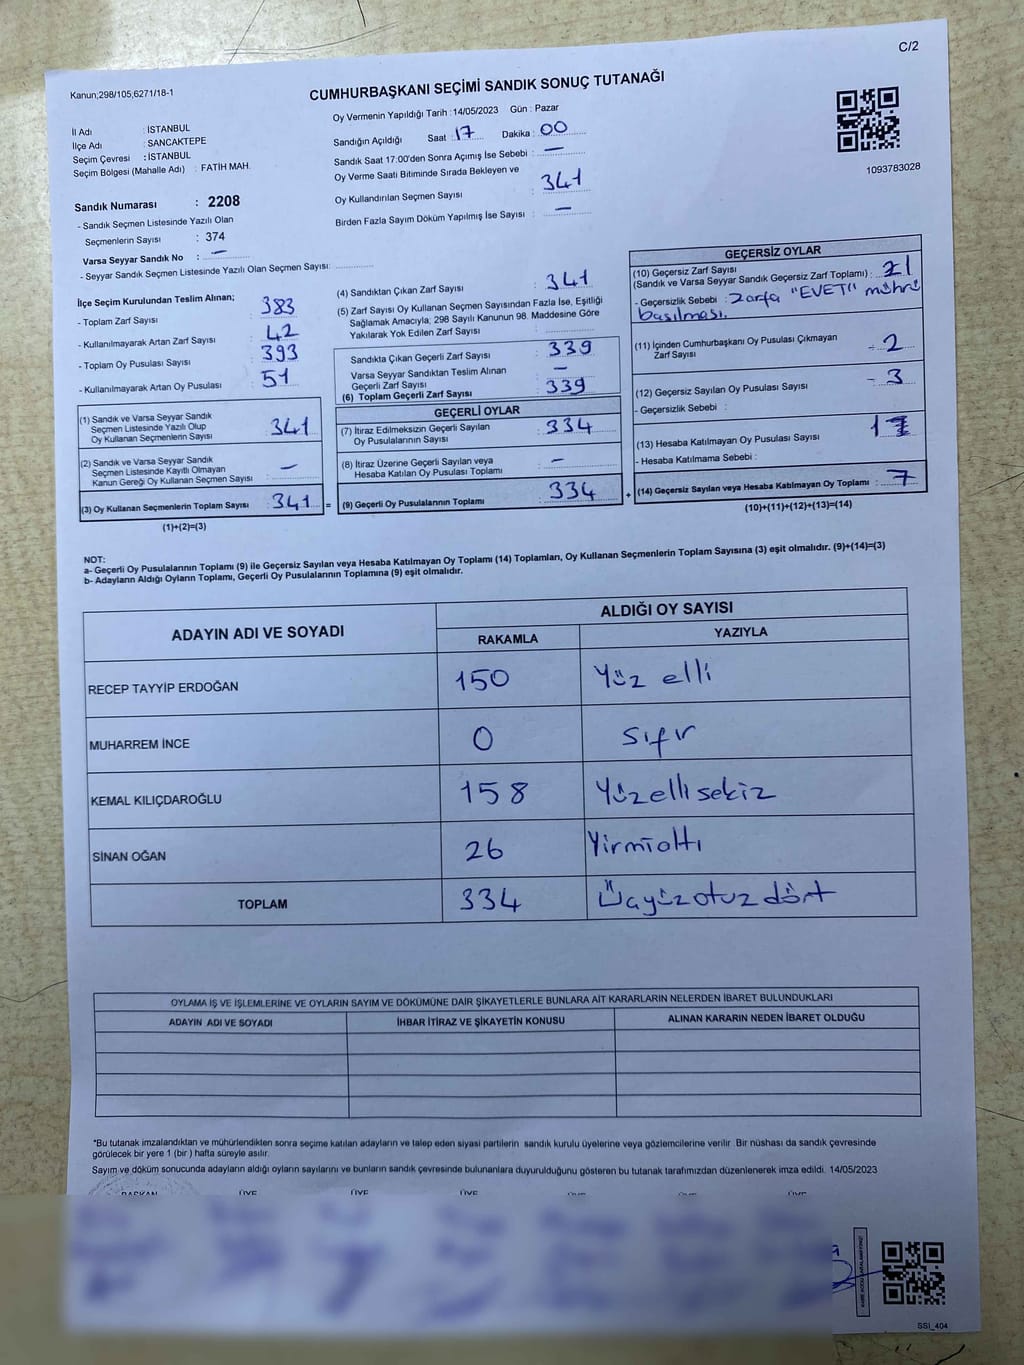 C/2
Kanun;298/105,6271/18-1
CUMHURBAŞKANI SEÇİMİ SANDIK SONUÇ TUTANAĞI
1093783028
İl Adı : İSTANBUL
İlçe Adı : SANCAKTEPE
Seçim Çevresi : İSTANBUL
Seçim Bölgesi (Mahalle Adı) : FATİH MAH.
Sandık Numarası : 2208
- Sandık Seçmen Listesinde Yazılı Olan
Seçmenlerin Sayısı : 374
Varsa Seyyar Sandık No : —
- Seyyar Sandık Seçmen Listesinde Yazılı Olan Seçmen Sayısı:
Oy Vermenin Yapıldığı Tarih : 14/05/2023 Gün : Pazar
Sandığın Açıldığı Saat : 17 Dakika : 00
Sandık Saat 17:00'den Sonra Açımış İse Sebebi : —
Oy Verme Saati Bitiminde Sırada Bekleyen ve
Oy Kullandırılan Seçmen Sayısı : 341
Birden Fazla Sayım Döküm Yapılmış İse Sayısı : —
İlçe Seçim Kurulundan Teslim Alınan;
- Toplam Zarf Sayısı 383
- Kullanılmayarak Artan Zarf Sayısı 42
- Toplam Oy Pusulası Sayısı 393
- Kullanılmayarak Artan Oy Pusulası 51
(1) Sandık ve Varsa Seyyar Sandık
Seçmen Listesinde Yazılı Olup
Oy Kullanan Seçmenlerin Sayısı 341
(2) Sandık ve Varsa Seyyar Sandık
Seçmen Listesinde Kayıtlı Olmayan
Kanun Gereği Oy Kullanan Seçmen Sayısı : —
(3) Oy Kullanan Seçmenlerin Toplam Sayısı : 341 =
(1)+(2)=(3)
(4) Sandıktan Çıkan Zarf Sayısı : 341
(5) Zarf Sayısı Oy Kullanan Seçmen Sayısından Fazla İse, Eşitliği
Sağlamak Amacıyla; 298 Sayılı Kanunun 98. Maddesine Göre
Yakılarak Yok Edilen Zarf Sayısı :
Sandıkta Çıkan Geçerli Zarf Sayısı : 339
Varsa Seyyar Sandıktan Teslim Alınan
Geçerli Zarf Sayısı : —
(6) Toplam Geçerli Zarf Sayısı : 339
GEÇERLİ OYLAR
(7) İtiraz Edilmeksizin Geçerli Sayılan
Oy Pusulalarının Sayısı : 334
(8) İtiraz Üzerine Geçerli Sayılan veya
Hesaba Katılan Oy Pusulası Toplamı : —
(9) Geçerli Oy Pusulalarının Toplamı : 334 +
GEÇERSİZ OYLAR
(10) Geçersiz Zarf Sayısı
(Sandık ve Varsa Seyyar Sandık Geçersiz Zarf Toplamı) :
- Geçersizlik Sebebi : Zarfa "EVET" mührü
basılması.
(11) İçinden Cumhurbaşkanı Oy Pusulası Çıkmayan
Zarf Sayısı : 2
(12) Geçersiz Sayılan Oy Pusulası Sayısı : 3
- Geçersizlik Sebebi :
(13) Hesaba Katılmayan Oy Pusulası Sayısı : 1
- Hesaba Katılmama Sebebi :
(14) Geçersiz Sayılan veya Hesaba Katılmayan Oy Toplamı : 7
(10)+(11)+(12)+(13)=(14)
NOT:
a- Geçerli Oy Pusulalarının Toplamı (9) ile Geçersiz Sayılan veya Hesaba Katılmayan Oy Toplamı (14) Toplamları, Oy Kullanan Seçmenlerin Toplam Sayısına (3) eşit olmalıdır. (9)+(14)=(3)
b- Adayların Aldığı Oyların Toplamı, Geçerli Oy Pusulalarının Toplamına (9) eşit olmalıdır.
ADAYIN ADI VE SOYADI ALDIĞI OY SAYISI
RAKAMLA YAZIYLA
RECEP TAYYİP ERDOĞAN 150 Yüz elli
MUHARREM İNCE 0 sıfır
KEMAL KILIÇDAROĞLU 158 Yüzellisekiz
SİNAN OĞAN 26 Yirmialtı
TOPLAM 334 Üçyüzotuzdört
OYLAMA İŞ VE İŞLEMLERİNE VE OYLARIN SAYIM VE DÖKÜMÜNE DAİR ŞİKAYETLERLE BUNLARA AİT KARARLARIN NELERDEN İBARET BULUNDUKLARI
ADAYIN ADI VE SOYADI İHBAR İTİRAZ VE ŞİKAYETİN KONUSU ALINAN KARARIN NEDEN İBARET OLDUĞU
*Bu tutanak imzalandıktan ve mühürlendikten sonra seçime katılan adayların ve talep eden siyasi partilerin sandık kurulu üyelerine veya gözlemcilerine verilir. Bir nüshası da sandık çevresinde
görülecek bir yere 1 (bir) hafta süreyle asılır.
Sayım ve döküm sonucunda adayların aldığı oyların sayılarını ve bunların sandık çevresinde bulunanlara duyurulduğunu gösteren bu tutanak tarafımızdan düzenlenerek imza edildi. 14/05/2023
BAŞKAN ÜYE ÜYE ÜYE ÜYE ÜYE ÜYE
SSI_404